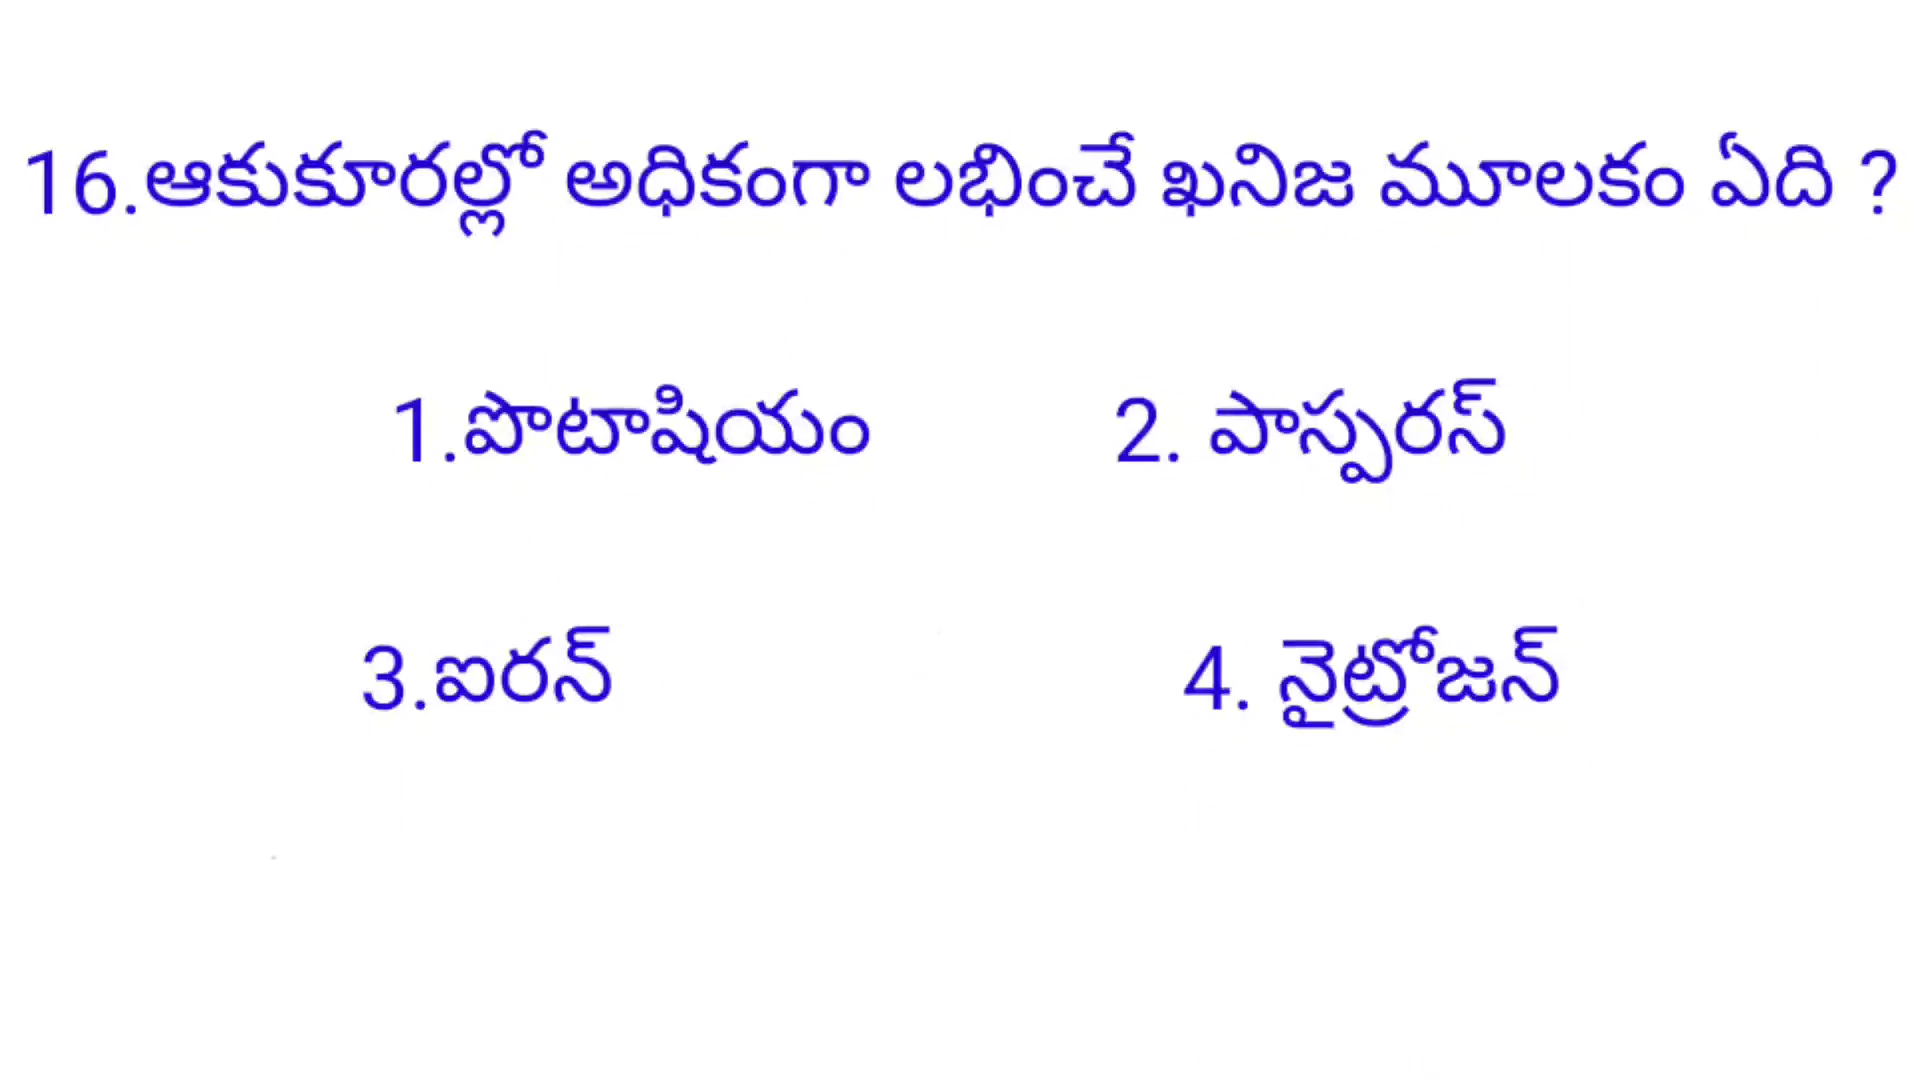 16.ఆకుకూరల్లో అధికంగా లభించే ఖనిజ మూలకం ఏది ?
1.పొటాషియం 2. పాస్పరస్
3.ఐరన్ 4. నైట్రోజన్